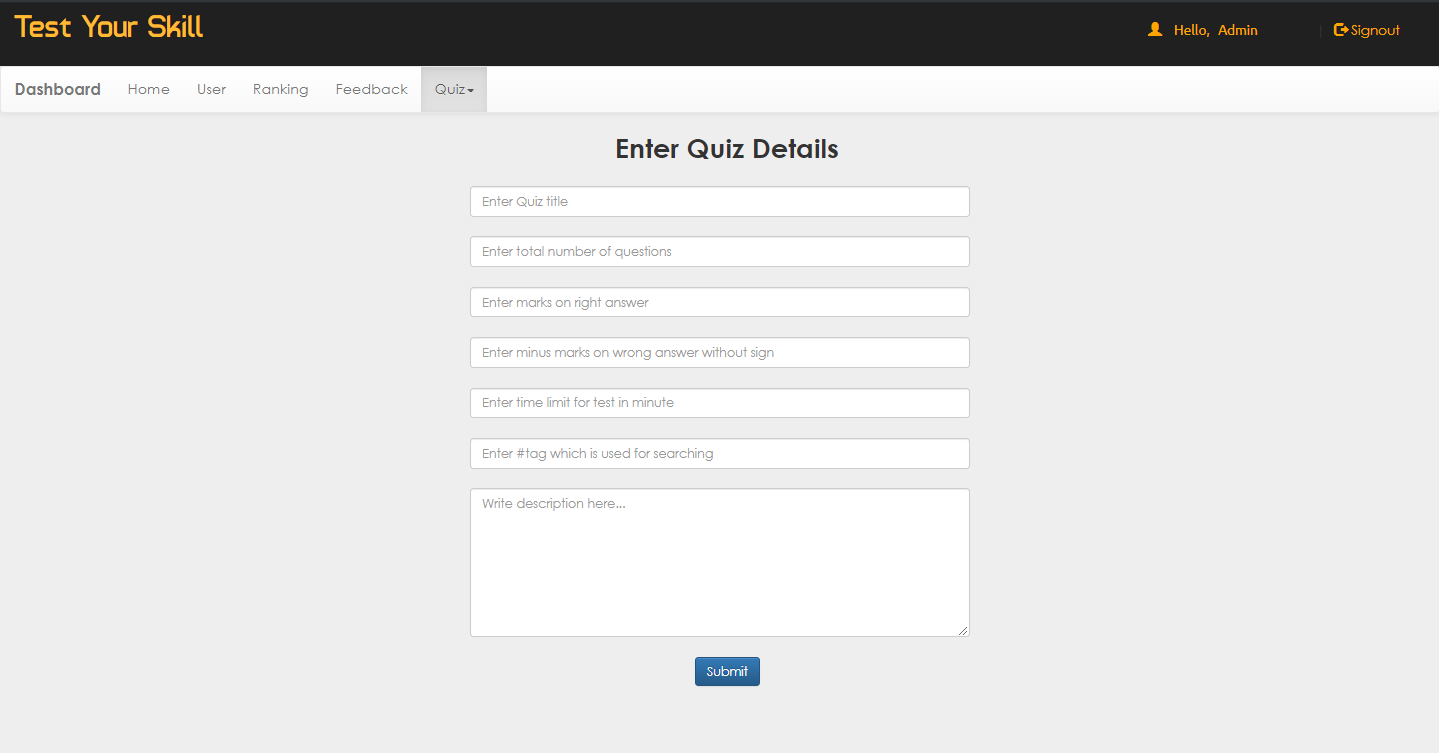 Test Your Skill
Hello, Admin | Signout
Dashboard Home User Ranking Feedback Quiz
Enter Quiz Details
Enter Quiz title
Enter total number of questions
Enter marks on right answer
Enter minus marks on wrong answer without sign
Enter time limit for test in minute
Enter #tag which is used for searching
Write description here...
Submit